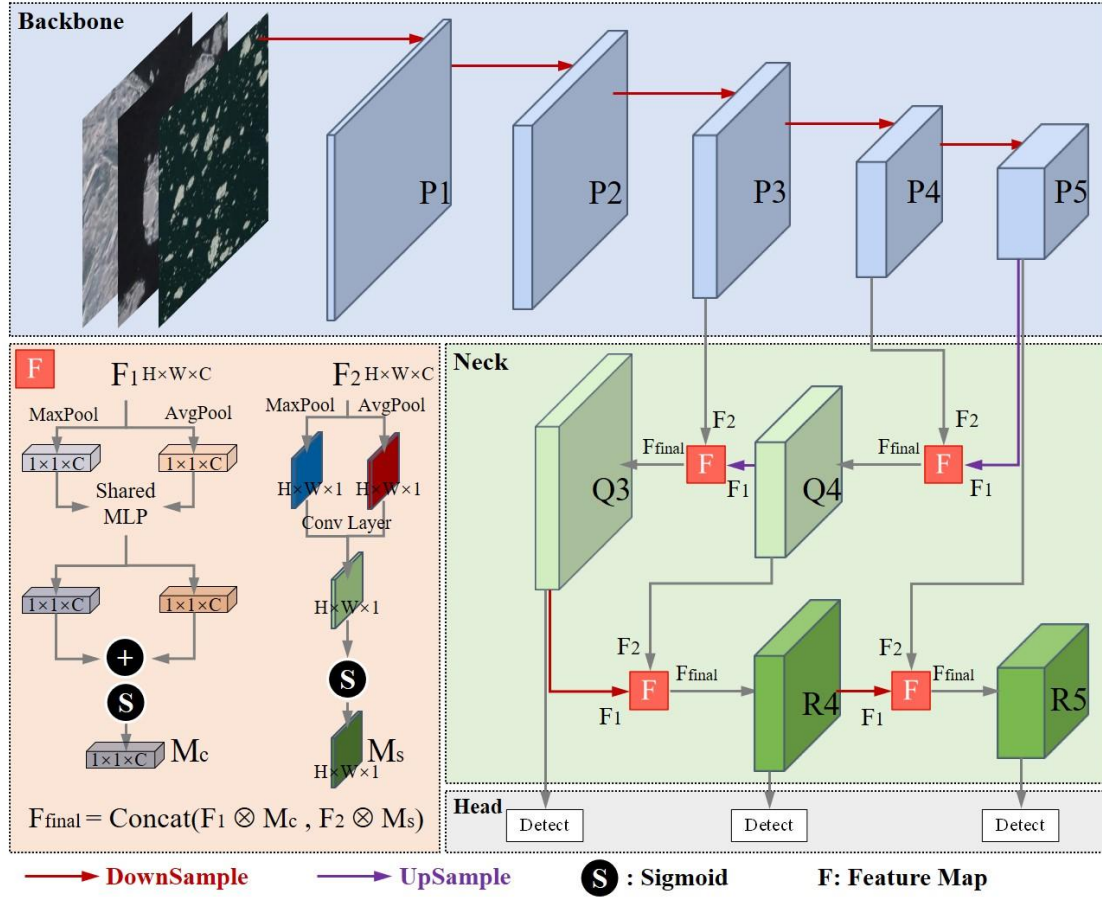 Backbone
P1
P2
P3
P4
P5
F
F1 H×W×C
F2 H×W×C
MaxPool
AvgPool
MaxPool
AvgPool
1×1×C
1×1×C
H×W×1
H×W×1
Shared
MLP
Conv Layer
1×1×C
1×1×C
H×W×1
+
S
S
1×1×C
Mc
Ms
H×W×1
Ffinal = Concat(F1 ⊗ Mc , F2 ⊗ Ms)
Neck
F2
F2
Ffinal
F
Ffinal
F
Q3
F1
Q4
F1
F2
F2
Ffinal
Ffinal
F
F
R4
R5
F1
F1
Head
Detect
Detect
Detect
DownSample
UpSample
S : Sigmoid
F: Feature Map